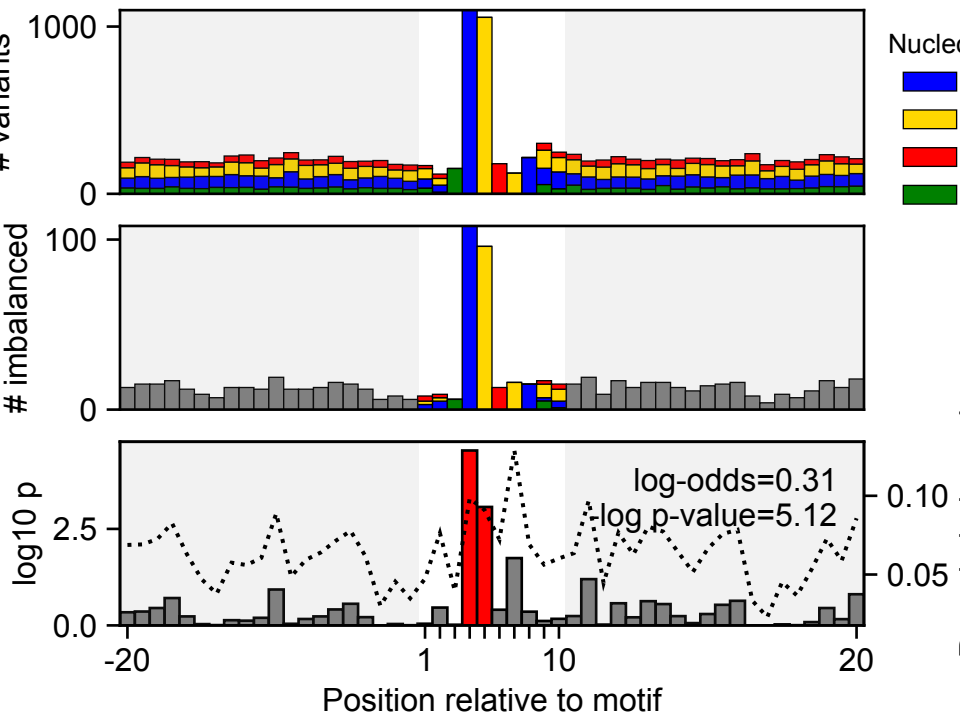 # variants
1000
0
Nucleo
# imbalanced
100
0
log10 p
2.5
0.0
log-odds=0.31
-log p-value=5.12
0.10
0.05
-20
1
10
20
Position relative to motif